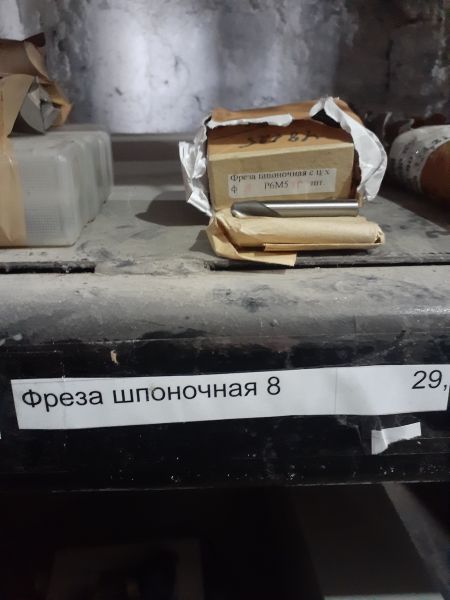 Фреза шпоночная с ц/х
ф Р6М5 шт.
Фреза шпоночная 8 29,